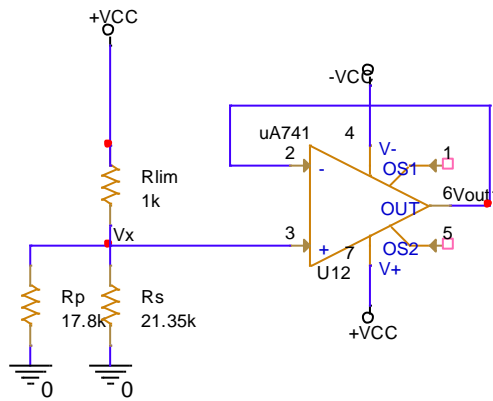 +VCC
-VCC
uA741
4
V-
1
OS1
2
-
Rlim
1k
6
Vout
OUT
Vx
3
+
7
5
OS2
V+
U12
Rp
17.8k
Rs
21.35k
+VCC
0
0